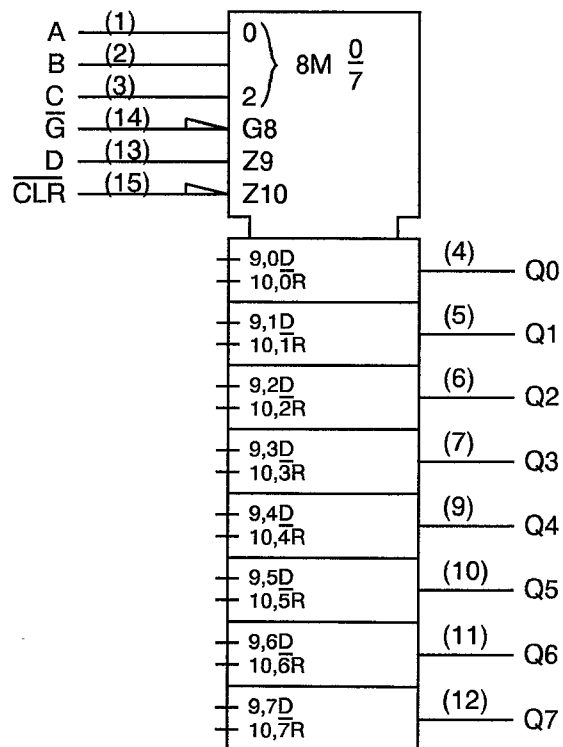 A (1) 0
B (2) 8M 0/7
C (3) 2
G̅ (14) G8
D (13) Z9
C̅L̅R̅ (15) Z10
9,0D (4) Q0
10,0̅R
9,1D (5) Q1
10,1̅R
9,2D (6) Q2
10,2̅R
9,3D (7) Q3
10,3̅R
9,4D (9) Q4
10,4̅R
9,5D (10) Q5
10,5̅R
9,6D (11) Q6
10,6̅R
9,7D (12) Q7
10,7̅R